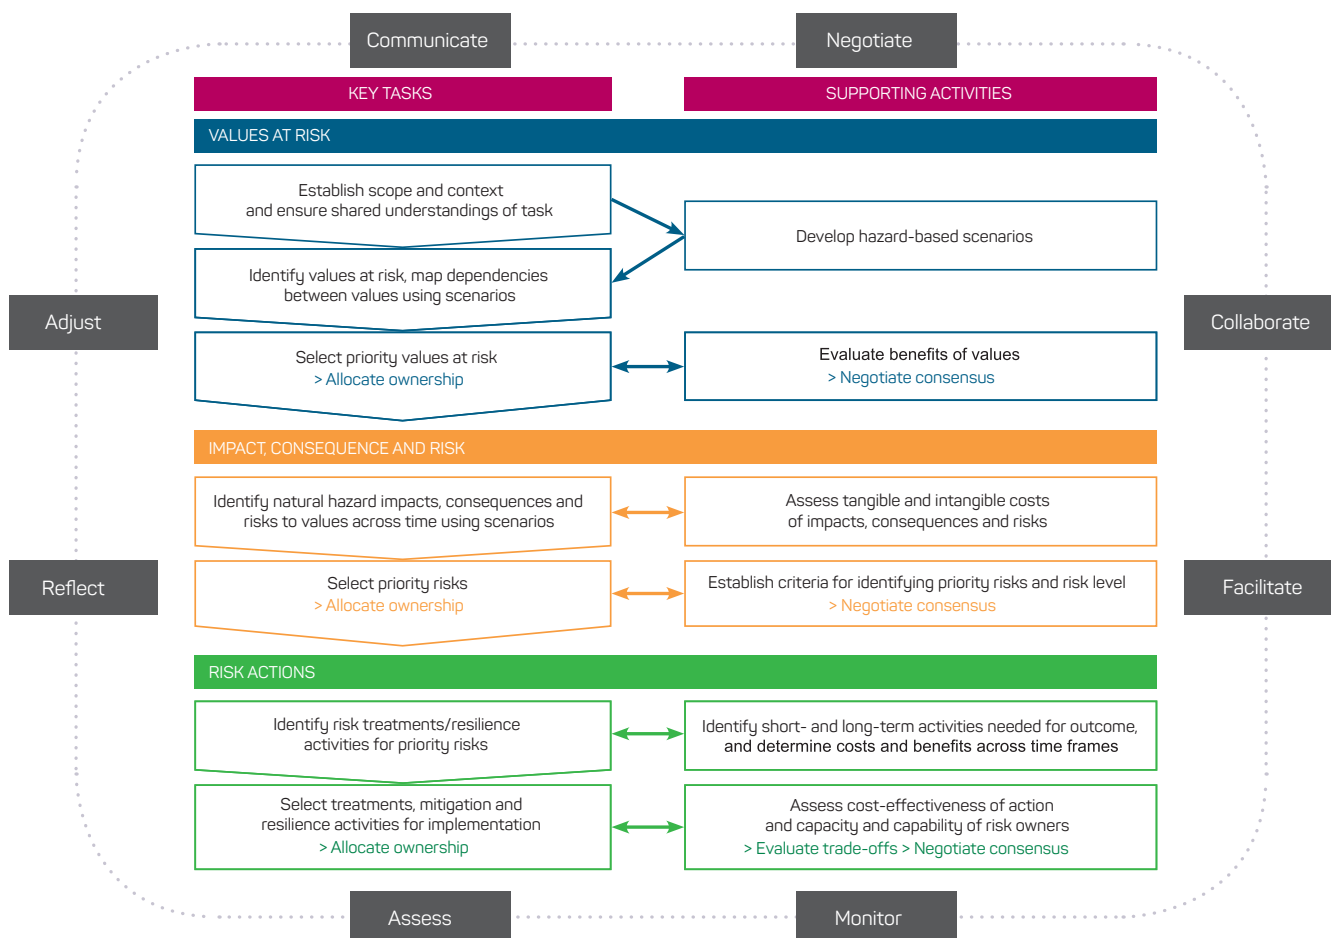 Communicate
Negotiate
KEY TASKS
SUPPORTING ACTIVITIES
VALUES AT RISK
Establish scope and context
and ensure shared understandings of task
Develop hazard-based scenarios
Identify values at risk, map dependencies
between values using scenarios
Adjust
Collaborate
Select priority values at risk
> Allocate ownership
Evaluate benefits of values
> Negotiate consensus
IMPACT, CONSEQUENCE AND RISK
Identify natural hazard impacts, consequences and
risks to values across time using scenarios
Assess tangible and intangible costs
of impacts, consequences and risks
Reflect
Facilitate
Select priority risks
> Allocate ownership
Establish criteria for identifying priority risks and risk level
> Negotiate consensus
RISK ACTIONS
Identify risk treatments/resilience
activities for priority risks
Identify short- and long-term activities needed for outcome,
and determine costs and benefits across time frames
Select treatments, mitigation and
resilience activities for implementation
> Allocate ownership
Assess cost-effectiveness of action
and capacity and capability of risk owners
> Evaluate trade-offs > Negotiate consensus
Assess
Monitor